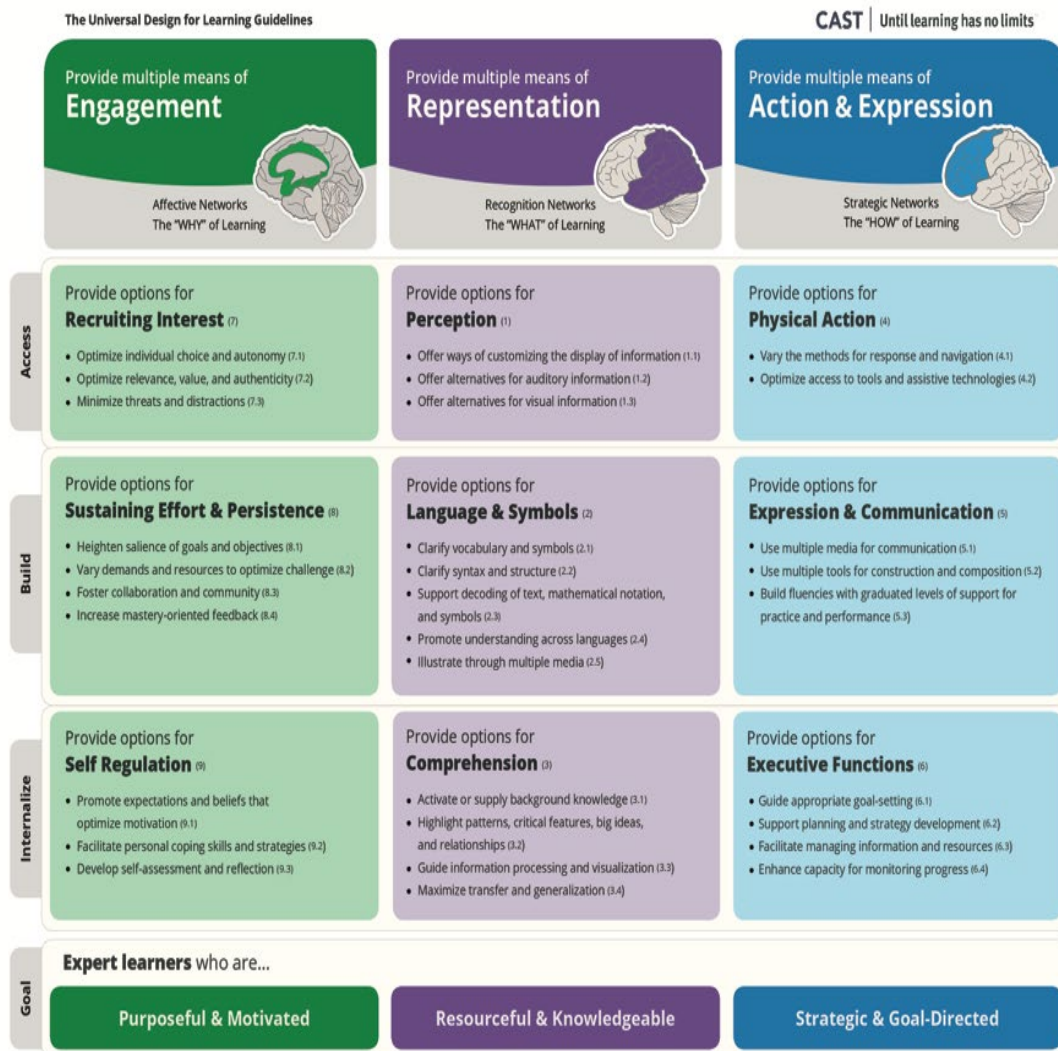 The Universal Design for Learning Guidelines
CAST | Until learning has no limits
Provide multiple means of
Engagement
Affective Networks
The “WHY” of Learning
Provide multiple means of
Representation
Recognition Networks
The “WHAT” of Learning
Provide multiple means of
Action & Expression
Strategic Networks
The “HOW” of Learning
Access
Provide options for
Recruiting Interest (7)
• Optimize individual choice and autonomy (7.1)
• Optimize relevance, value, and authenticity (7.2)
• Minimize threats and distractions (7.3)
Provide options for
Perception (1)
• Offer ways of customizing the display of information (1.1)
• Offer alternatives for auditory information (1.2)
• Offer alternatives for visual information (1.3)
Provide options for
Physical Action (4)
• Vary the methods for response and navigation (4.1)
• Optimize access to tools and assistive technologies (4.2)
Build
Provide options for
Sustaining Effort & Persistence (8)
• Heighten salience of goals and objectives (8.1)
• Vary demands and resources to optimize challenge (8.2)
• Foster collaboration and community (8.3)
• Increase mastery-oriented feedback (8.4)
Provide options for
Language & Symbols (2)
• Clarify vocabulary and symbols (2.1)
• Clarify syntax and structure (2.2)
• Support decoding of text, mathematical notation,
and symbols (2.3)
• Promote understanding across languages (2.4)
• Illustrate through multiple media (2.5)
Provide options for
Expression & Communication (5)
• Use multiple media for communication (5.1)
• Use multiple tools for construction and composition (5.2)
• Build fluencies with graduated levels of support for
practice and performance (5.3)
Internalize
Provide options for
Self Regulation (9)
• Promote expectations and beliefs that
optimize motivation (9.1)
• Facilitate personal coping skills and strategies (9.2)
• Develop self-assessment and reflection (9.3)
Provide options for
Comprehension (3)
• Activate or supply background knowledge (3.1)
• Highlight patterns, critical features, big ideas,
and relationships (3.2)
• Guide information processing and visualization (3.3)
• Maximize transfer and generalization (3.4)
Provide options for
Executive Functions (6)
• Guide appropriate goal-setting (6.1)
• Support planning and strategy development (6.2)
• Facilitate managing information and resources (6.3)
• Enhance capacity for monitoring progress (6.4)
Goal
Expert learners who are...
Purposeful & Motivated
Resourceful & Knowledgeable
Strategic & Goal-Directed